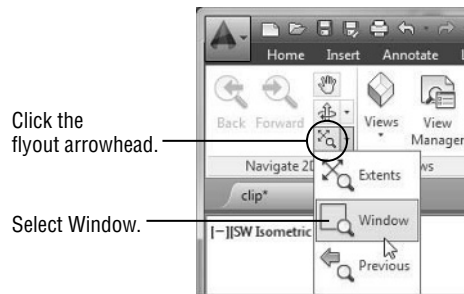 Home Insert Annotate
Click the
flyout arrowhead.
Back Forward
Views
View
Manager
Navigate 2D
Extents
clip*
Select Window.
Window
[−][SW Isometric
Previous